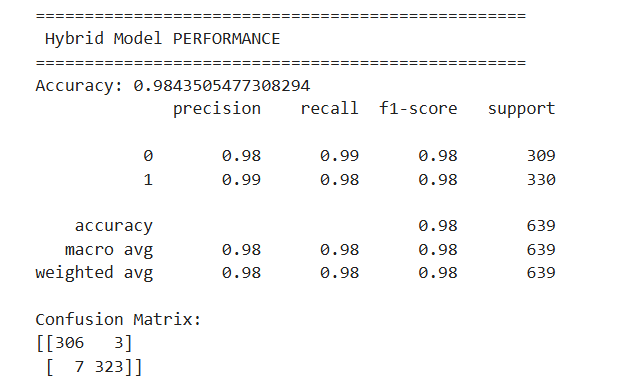 ==================================================
Hybrid Model PERFORMANCE
==================================================
Accuracy: 0.9843505477308294
              precision    recall  f1-score   support

           0       0.98      0.99      0.98       309
           1       0.99      0.98      0.98       330

    accuracy                           0.98       639
   macro avg       0.98      0.98      0.98       639
weighted avg       0.98      0.98      0.98       639

Confusion Matrix:
[[306   3]
 [  7 323]]